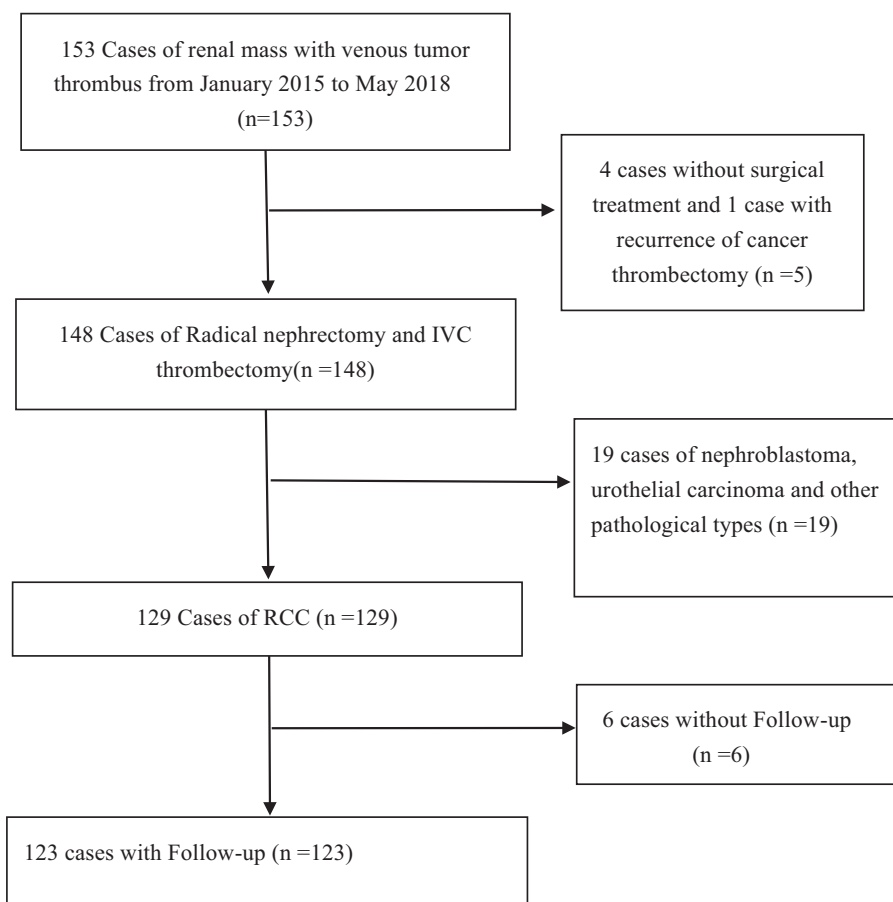 153 Cases of renal mass with venous tumor
thrombus from January 2015 to May 2018
(n=153)
4 cases without surgical
treatment and 1 case with
recurrence of cancer
thrombectomy (n =5)
148 Cases of Radical nephrectomy and IVC
thrombectomy(n =148)
19 cases of nephroblastoma,
urothelial carcinoma and other
pathological types (n =19)
129 Cases of RCC (n =129)
6 cases without Follow-up
(n =6)
123 cases with Follow-up (n =123)